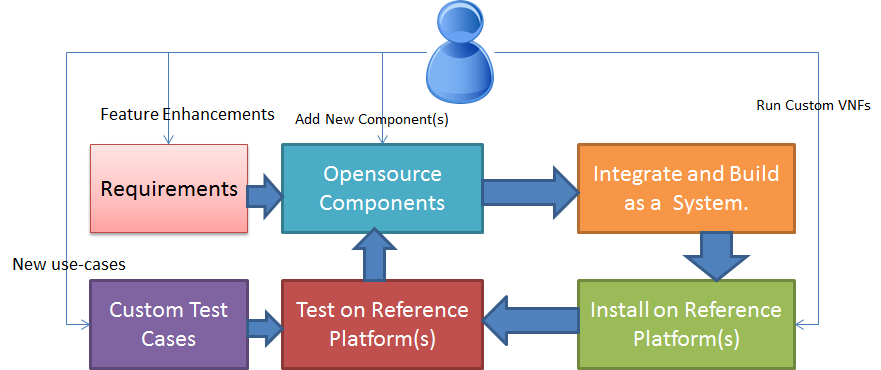 Feature Enhancements
Add New Component(s)
Run Custom VNFs
Requirements
Opensource
Components
Integrate and Build
as a System.
New use-cases
Custom Test
Cases
Test on Reference
Platform(s)
Install on Reference
Platform(s)